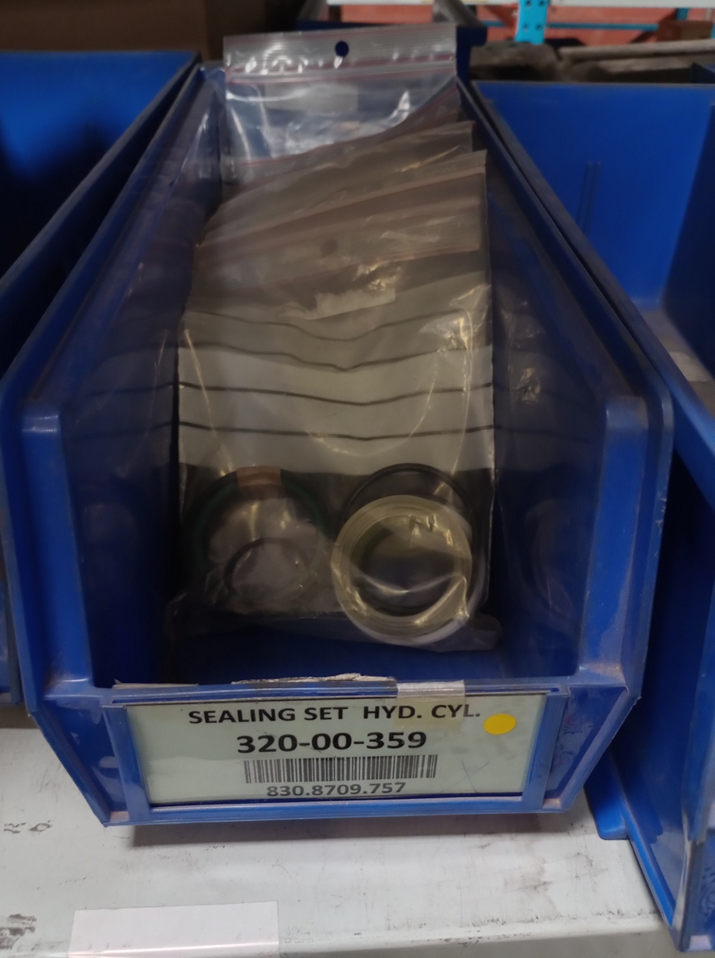 SEALING SET HYD. CYL.
320-00-359
830.8709.757